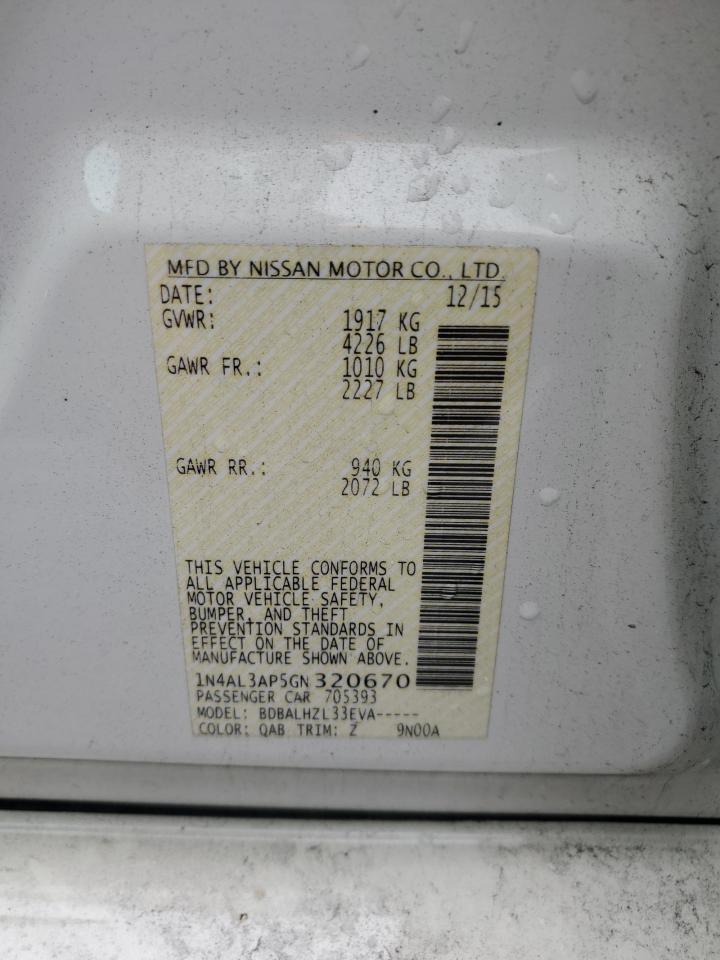 MFD BY NISSAN MOTOR CO., LTD.
DATE: 12/15
GVWR: 1917 KG
4226 LB
GAWR FR.: 1010 KG
2227 LB
GAWR RR.: 940 KG
2072 LB
THIS VEHICLE CONFORMS TO
ALL APPLICABLE FEDERAL
MOTOR VEHICLE SAFETY,
BUMPER, AND THEFT
PREVENTION STANDARDS IN
EFFECT ON THE DATE OF
MANUFACTURE SHOWN ABOVE.
1N4AL3AP5GN320670
PASSENGER CAR 705393
MODEL: BDBALHZL33EVA-----
COLOR: QAB TRIM: Z 9N00A